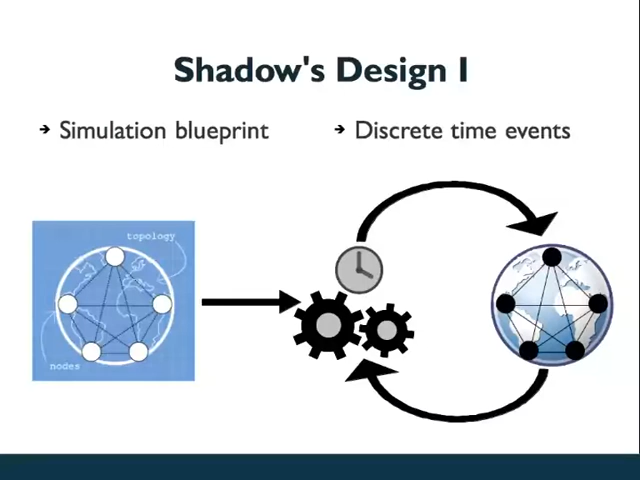 Shadow's Design I
➔ Simulation blueprint
➔ Discrete time events
topology
nodes